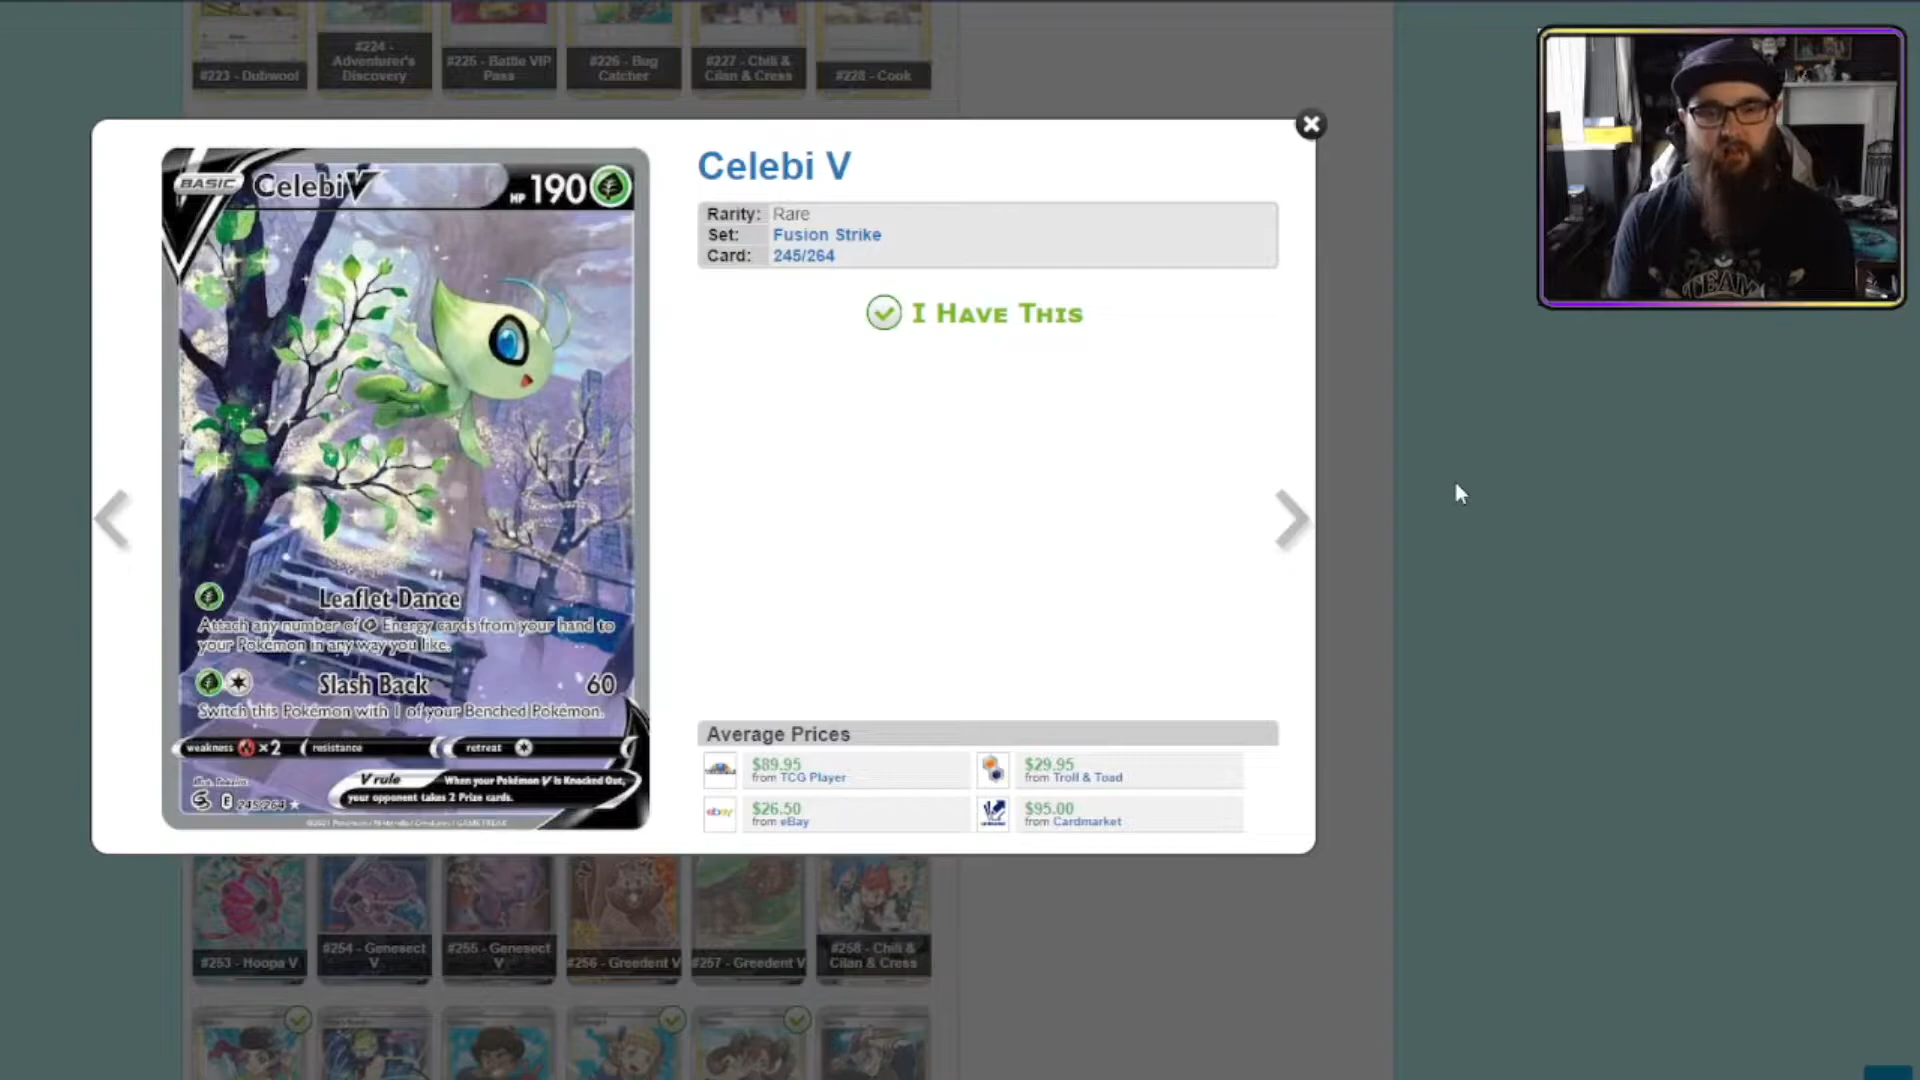 #223 - Dubwool
#224 -
Adventurer's
Discovery
#225 - Battle VIP
Pass
#226 - Bug
Catcher
#227 - Chili &
Cilan & Cress
#228 - Cook
BASIC
Celebi V
HP 190
Leaflet Dance
Attach any number of Energy cards from your hand to
your Pokémon in any way you like.
Slash Back 60
Switch this Pokémon with 1 of your Benched Pokémon.
weakness ×2 resistance retreat
V rule When your Pokémon V is Knocked Out,
your opponent takes 2 Prize cards.
E 245/264
Celebi V
Rarity: Rare
Set: Fusion Strike
Card: 245/264
I HAVE THIS
Average Prices
$89.95
from TCG Player
$29.95
from Troll & Toad
ebay
$26.50
from eBay
$95.00
from Cardmarket
TEAM
#253 - Hoopa V
#254 - Genesect
V
#255 - Genesect
V
#256 - Greedent V
#257 - Greedent V
#258 - Chili &
Cilan & Cress